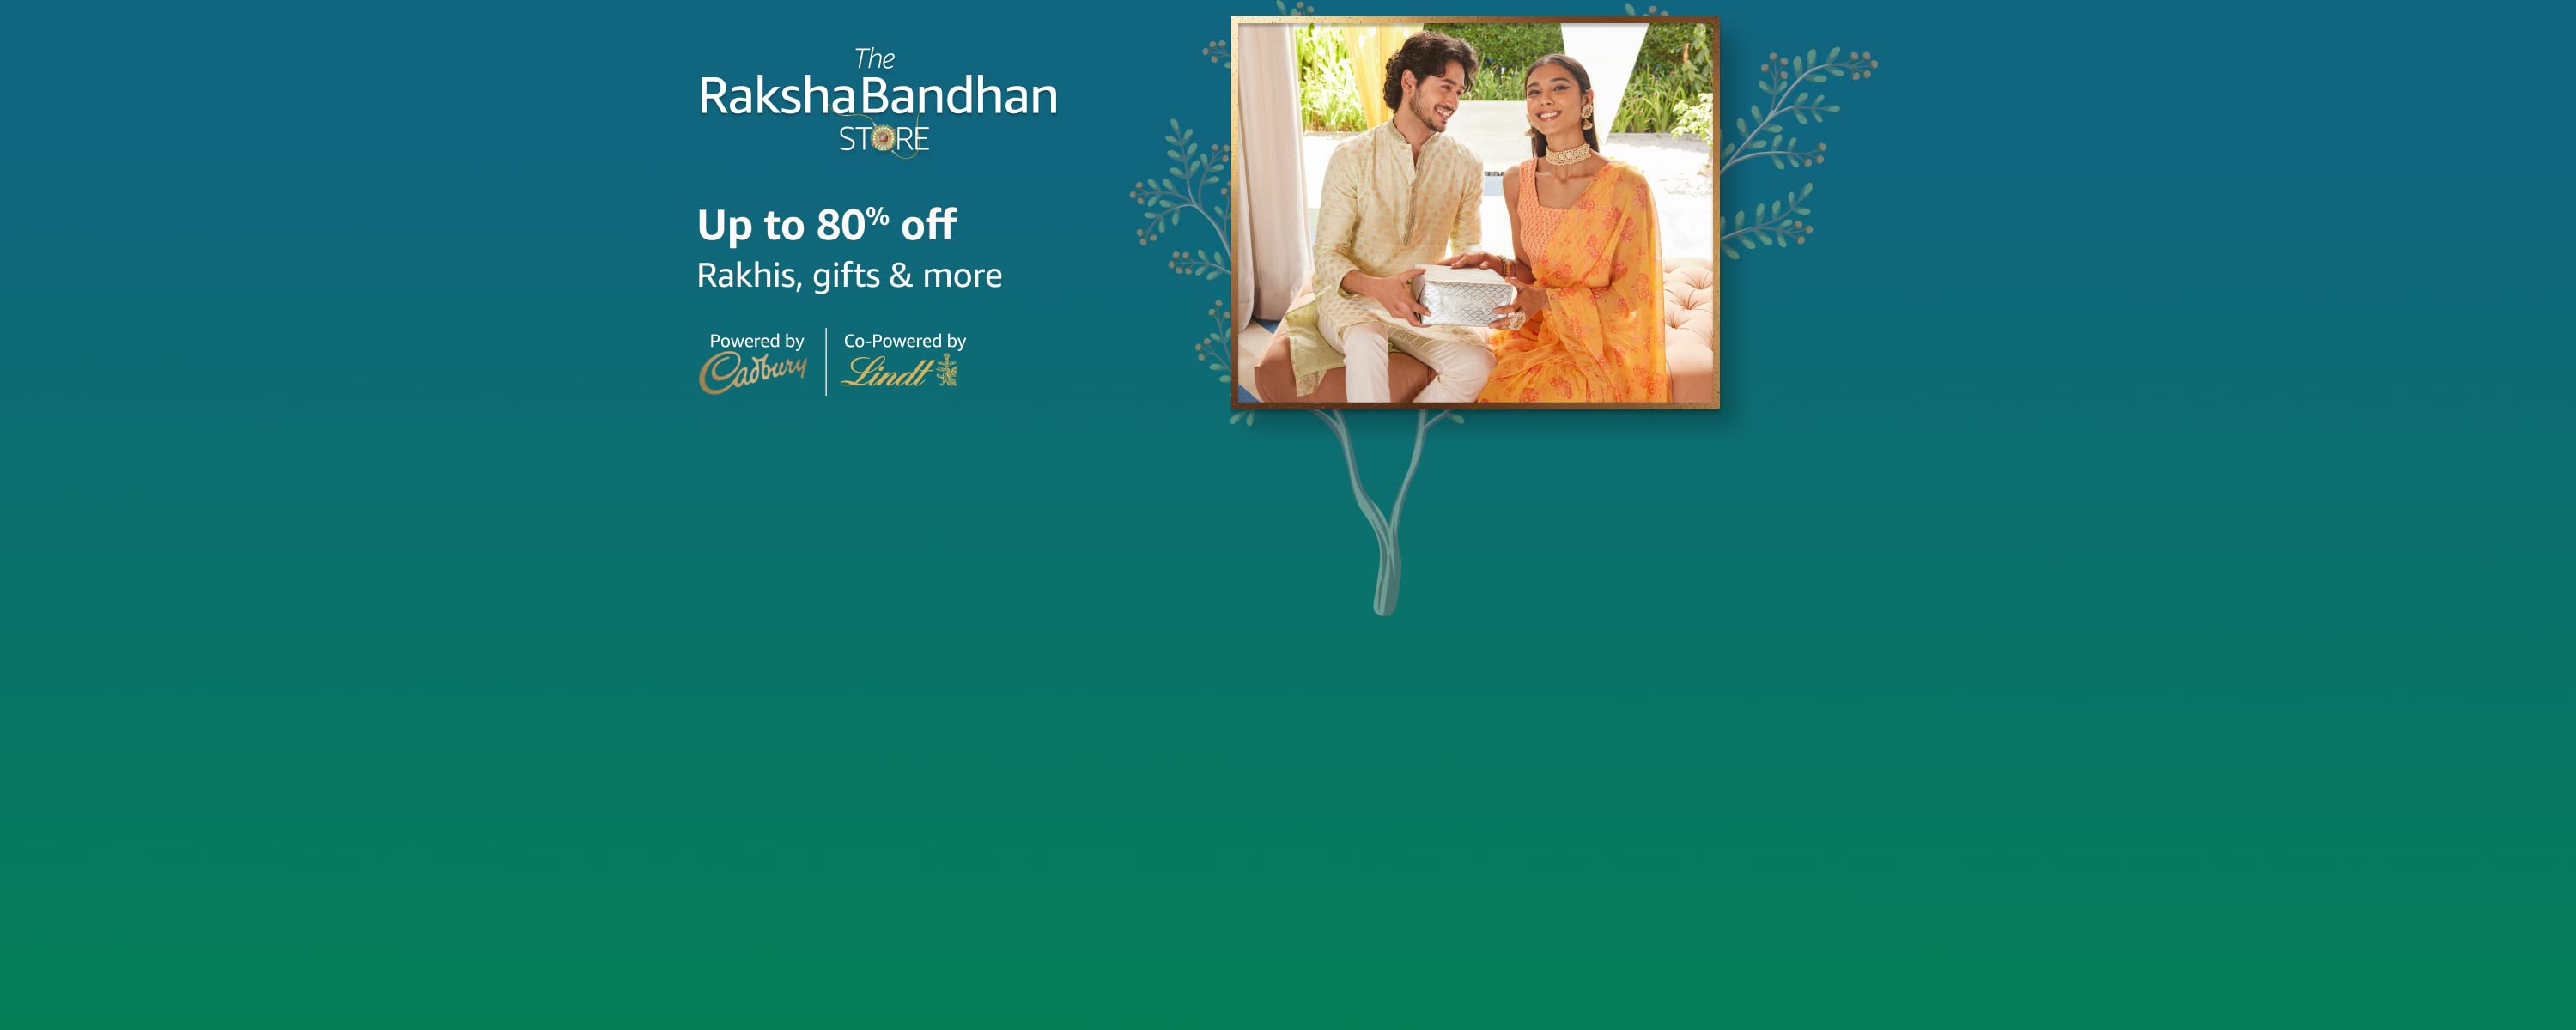 The
RakshaBandhan
STORE
Up to 80% off
Rakhis, gifts & more
Powered by
Cadbury
Co-Powered by
Lindt